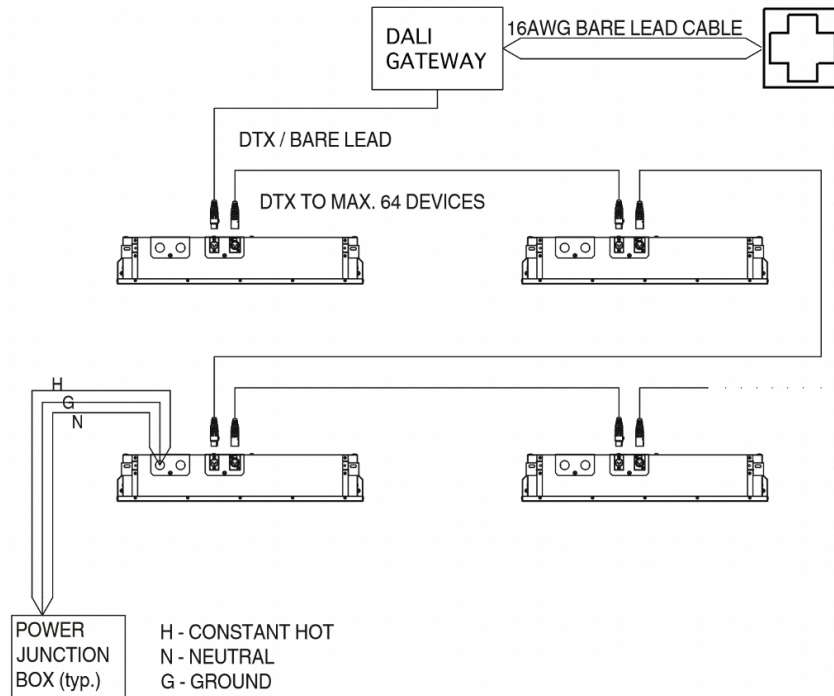 DALI
GATEWAY
16AWG BARE LEAD CABLE
DTX / BARE LEAD
DTX TO MAX. 64 DEVICES
H
G
N
POWER
JUNCTION
BOX (typ.)
H - CONSTANT HOT
N - NEUTRAL
G - GROUND